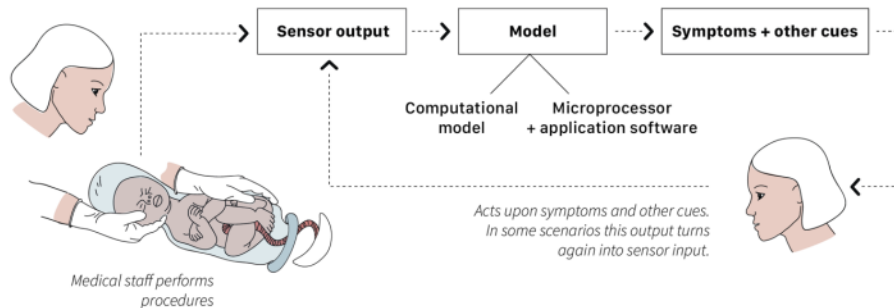 Sensor output
Model
Symptoms + other cues
Computational
model
Microprocessor
+ application software
Acts upon symptoms and other cues.
In some scenarios this output turns
again into sensor input.
Medical staff performs
procedures